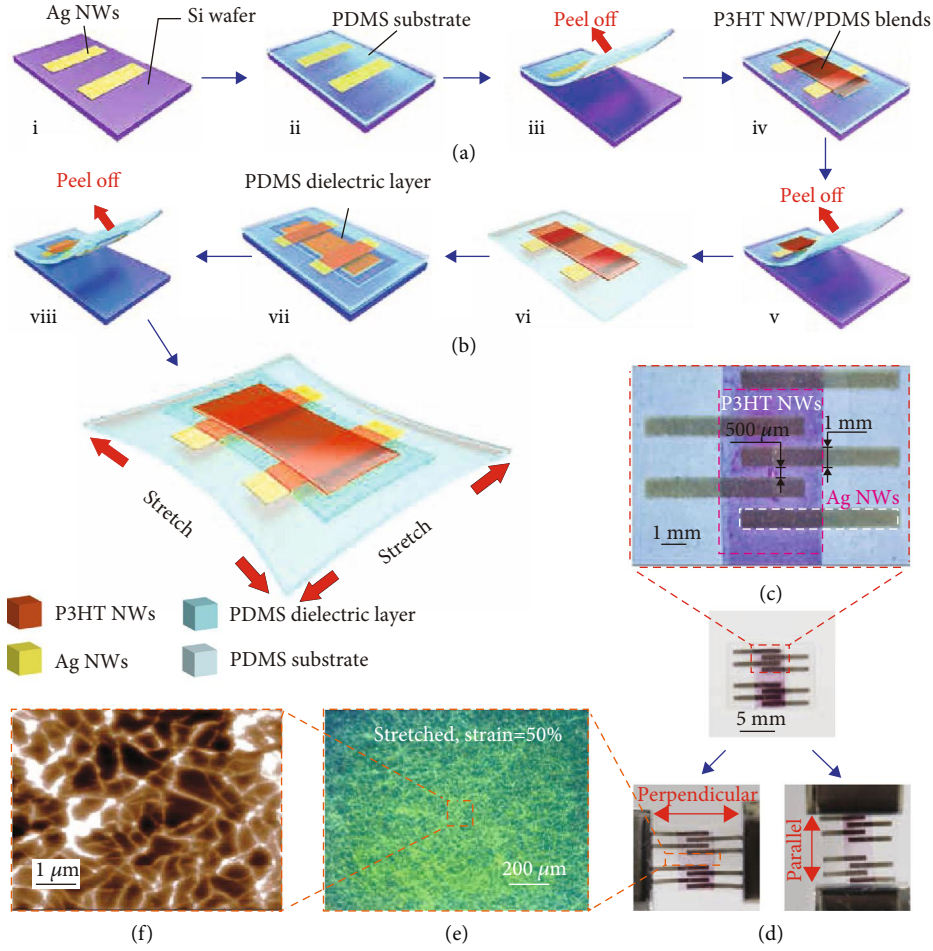 Ag NWs
Si wafer
PDMS substrate
Peel off
P3HT NW/PDMS blends
i
ii
iii
iv
(a)
Peel off
PDMS dielectric layer
Peel off
viii
vii
vi
v
(b)
P3HT NWs
500 µm
1 mm
Ag NWs
1 mm
(c)
Stretch
Stretch
P3HT NWs
PDMS dielectric layer
Ag NWs
PDMS substrate
5 mm
Stretched, strain=50%
Perpendicular
Parallel
1 µm
200 µm
(f)
(e)
(d)